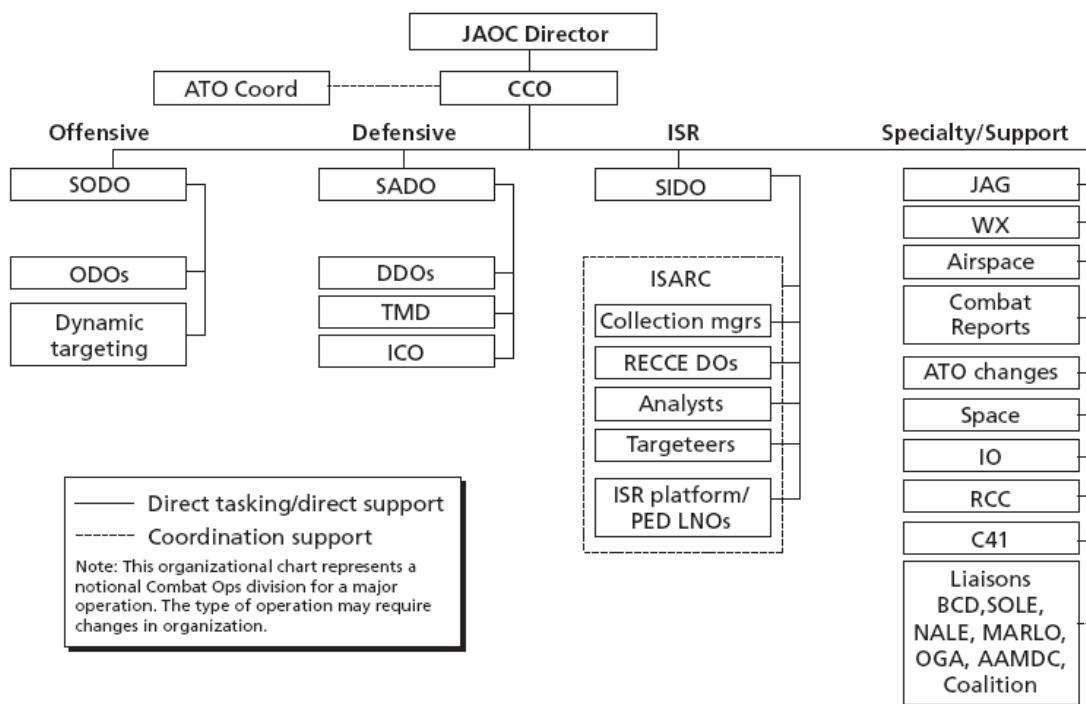 JAOC Director
ATO Coord
CCO
Offensive
Defensive
ISR
Specialty/Support
SODO
ODOs
Dynamic
targeting
SADO
DDOs
TMD
ICO
SIDO
ISARC
Collection mgrs
RECCE DOs
Analysts
Targeteers
ISR platform/
PED LNOs
JAG
WX
Airspace
Combat
Reports
ATO changes
Space
IO
RCC
C41
Liaisons
BCD,SOLE,
NALE, MARLO,
OGA, AAMDC,
Coalition
Direct tasking/direct support
Coordination support
Note: This organizational chart represents a
notional Combat Ops division for a major
operation. The type of operation may require
changes in organization.